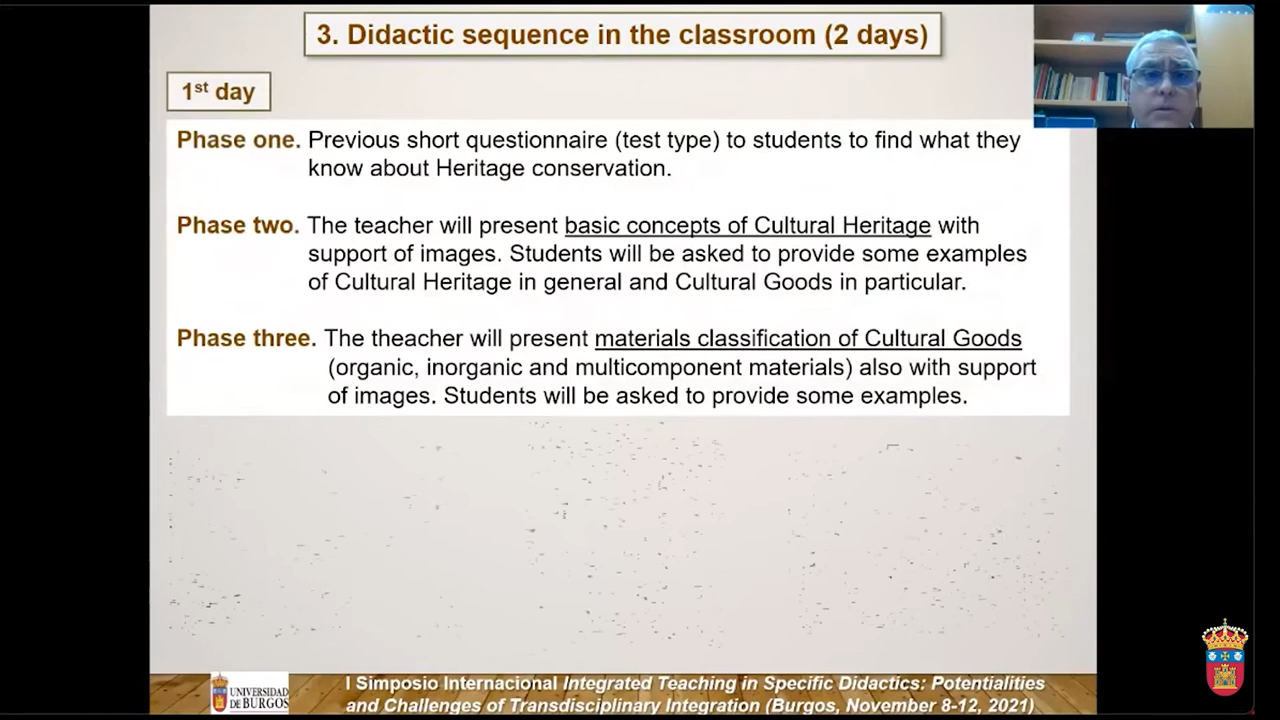 3. Didactic sequence in the classroom (2 days)
1st day
Phase one. Previous short questionnaire (test type) to students to find what they
know about Heritage conservation.
Phase two. The teacher will present basic concepts of Cultural Heritage with
support of images. Students will be asked to provide some examples
of Cultural Heritage in general and Cultural Goods in particular.
Phase three. The theacher will present materials classification of Cultural Goods
(organic, inorganic and multicomponent materials) also with support
of images. Students will be asked to provide some examples.
UNIVERSIDAD
DE BURGOS
I Simposio Internacional Integrated Teaching in Specific Didactics: Potentialities
and Challenges of Transdisciplinary Integration (Burgos, November 8-12, 2021)